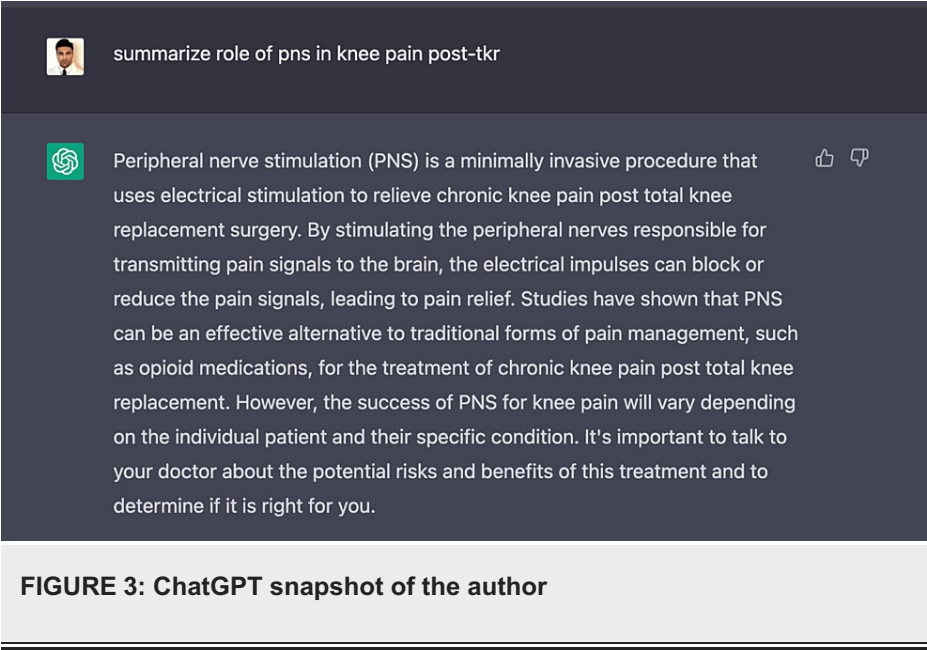 summarize role of pns in knee pain post-tkr
Peripheral nerve stimulation (PNS) is a minimally invasive procedure that
uses electrical stimulation to relieve chronic knee pain post total knee
replacement surgery. By stimulating the peripheral nerves responsible for
transmitting pain signals to the brain, the electrical impulses can block or
reduce the pain signals, leading to pain relief. Studies have shown that PNS
can be an effective alternative to traditional forms of pain management, such
as opioid medications, for the treatment of chronic knee pain post total knee
replacement. However, the success of PNS for knee pain will vary depending
on the individual patient and their specific condition. It's important to talk to
your doctor about the potential risks and benefits of this treatment and to
determine if it is right for you.
FIGURE 3: ChatGPT snapshot of the author